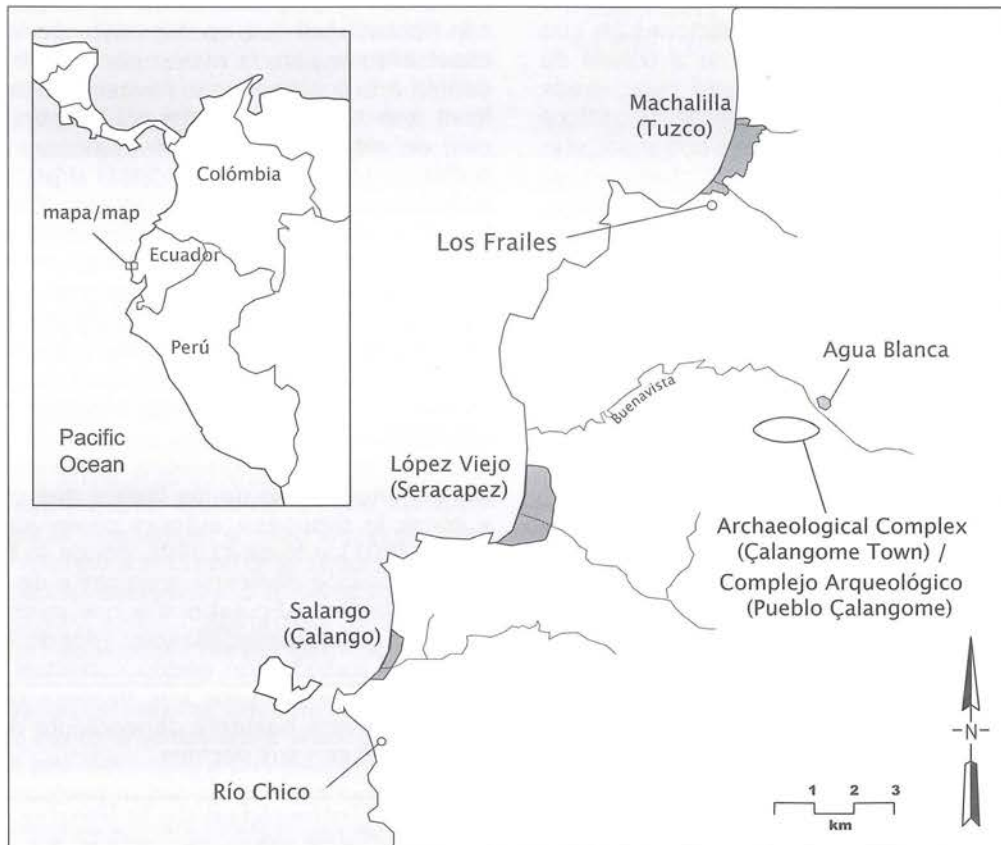 Colómbia
mapa/map
Ecuador
Perú
Pacific
Ocean
Machalilla
(Tuzco)
Los Frailes
Agua Blanca
Buenavista
López Viejo
(Seracapez)
Archaeological Complex
(Çalangome Town) /
Complejo Arqueológico
(Pueblo Çalangome)
Salango
(Çalango)
Río Chico
N
1 2 3
km